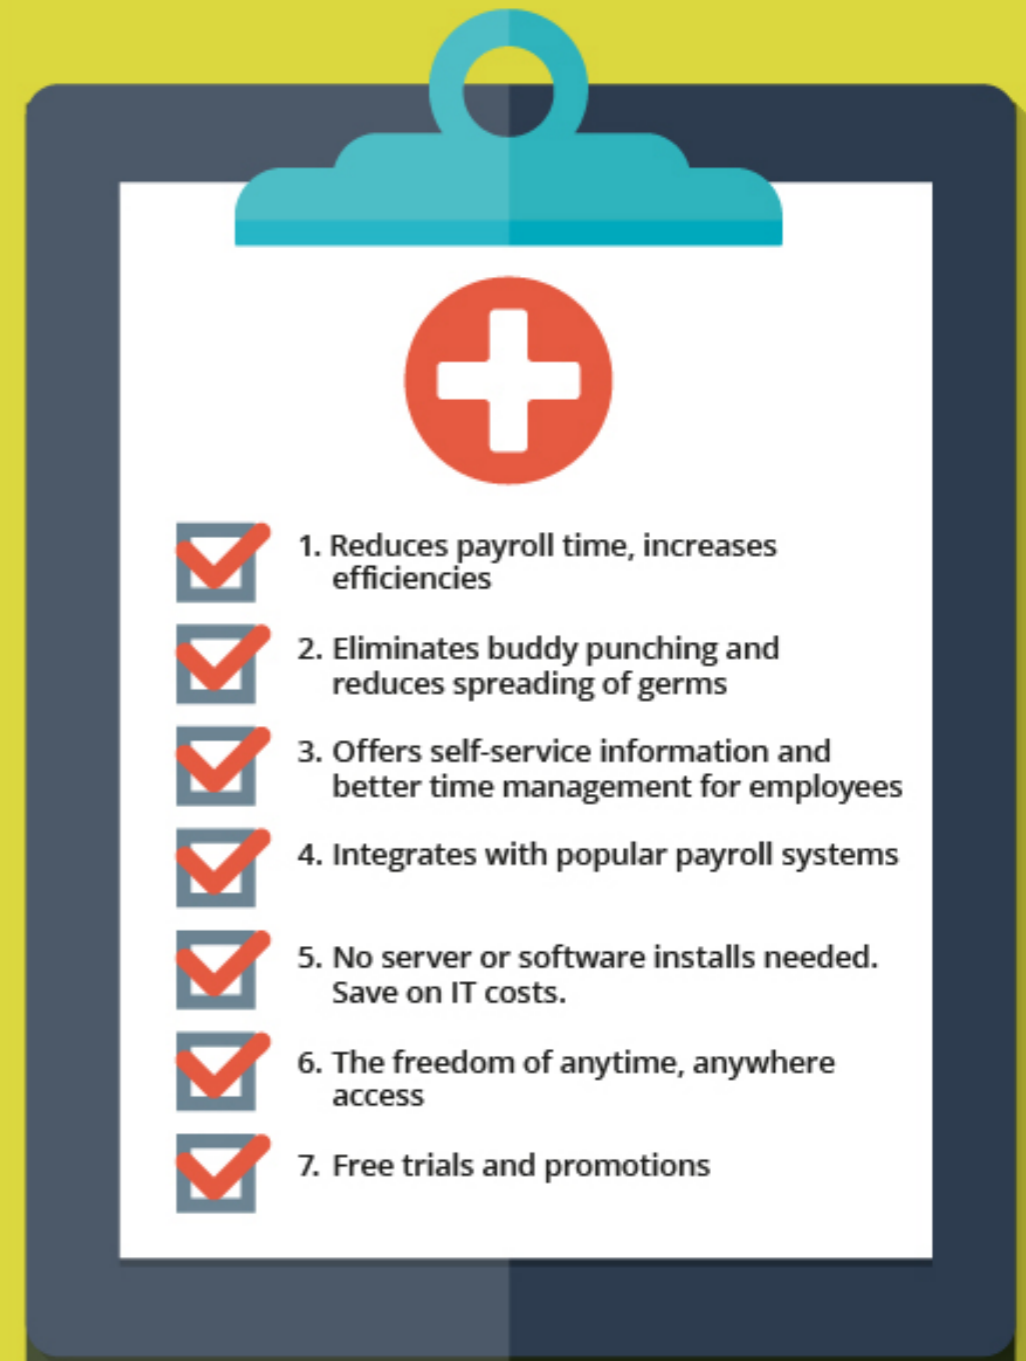 1. Reduces payroll time, increases
efficiencies
2. Eliminates buddy punching and
reduces spreading of germs
3. Offers self-service information and
better time management for employees
4. Integrates with popular payroll systems
5. No server or software installs needed.
Save on IT costs.
6. The freedom of anytime, anywhere
access
7. Free trials and promotions